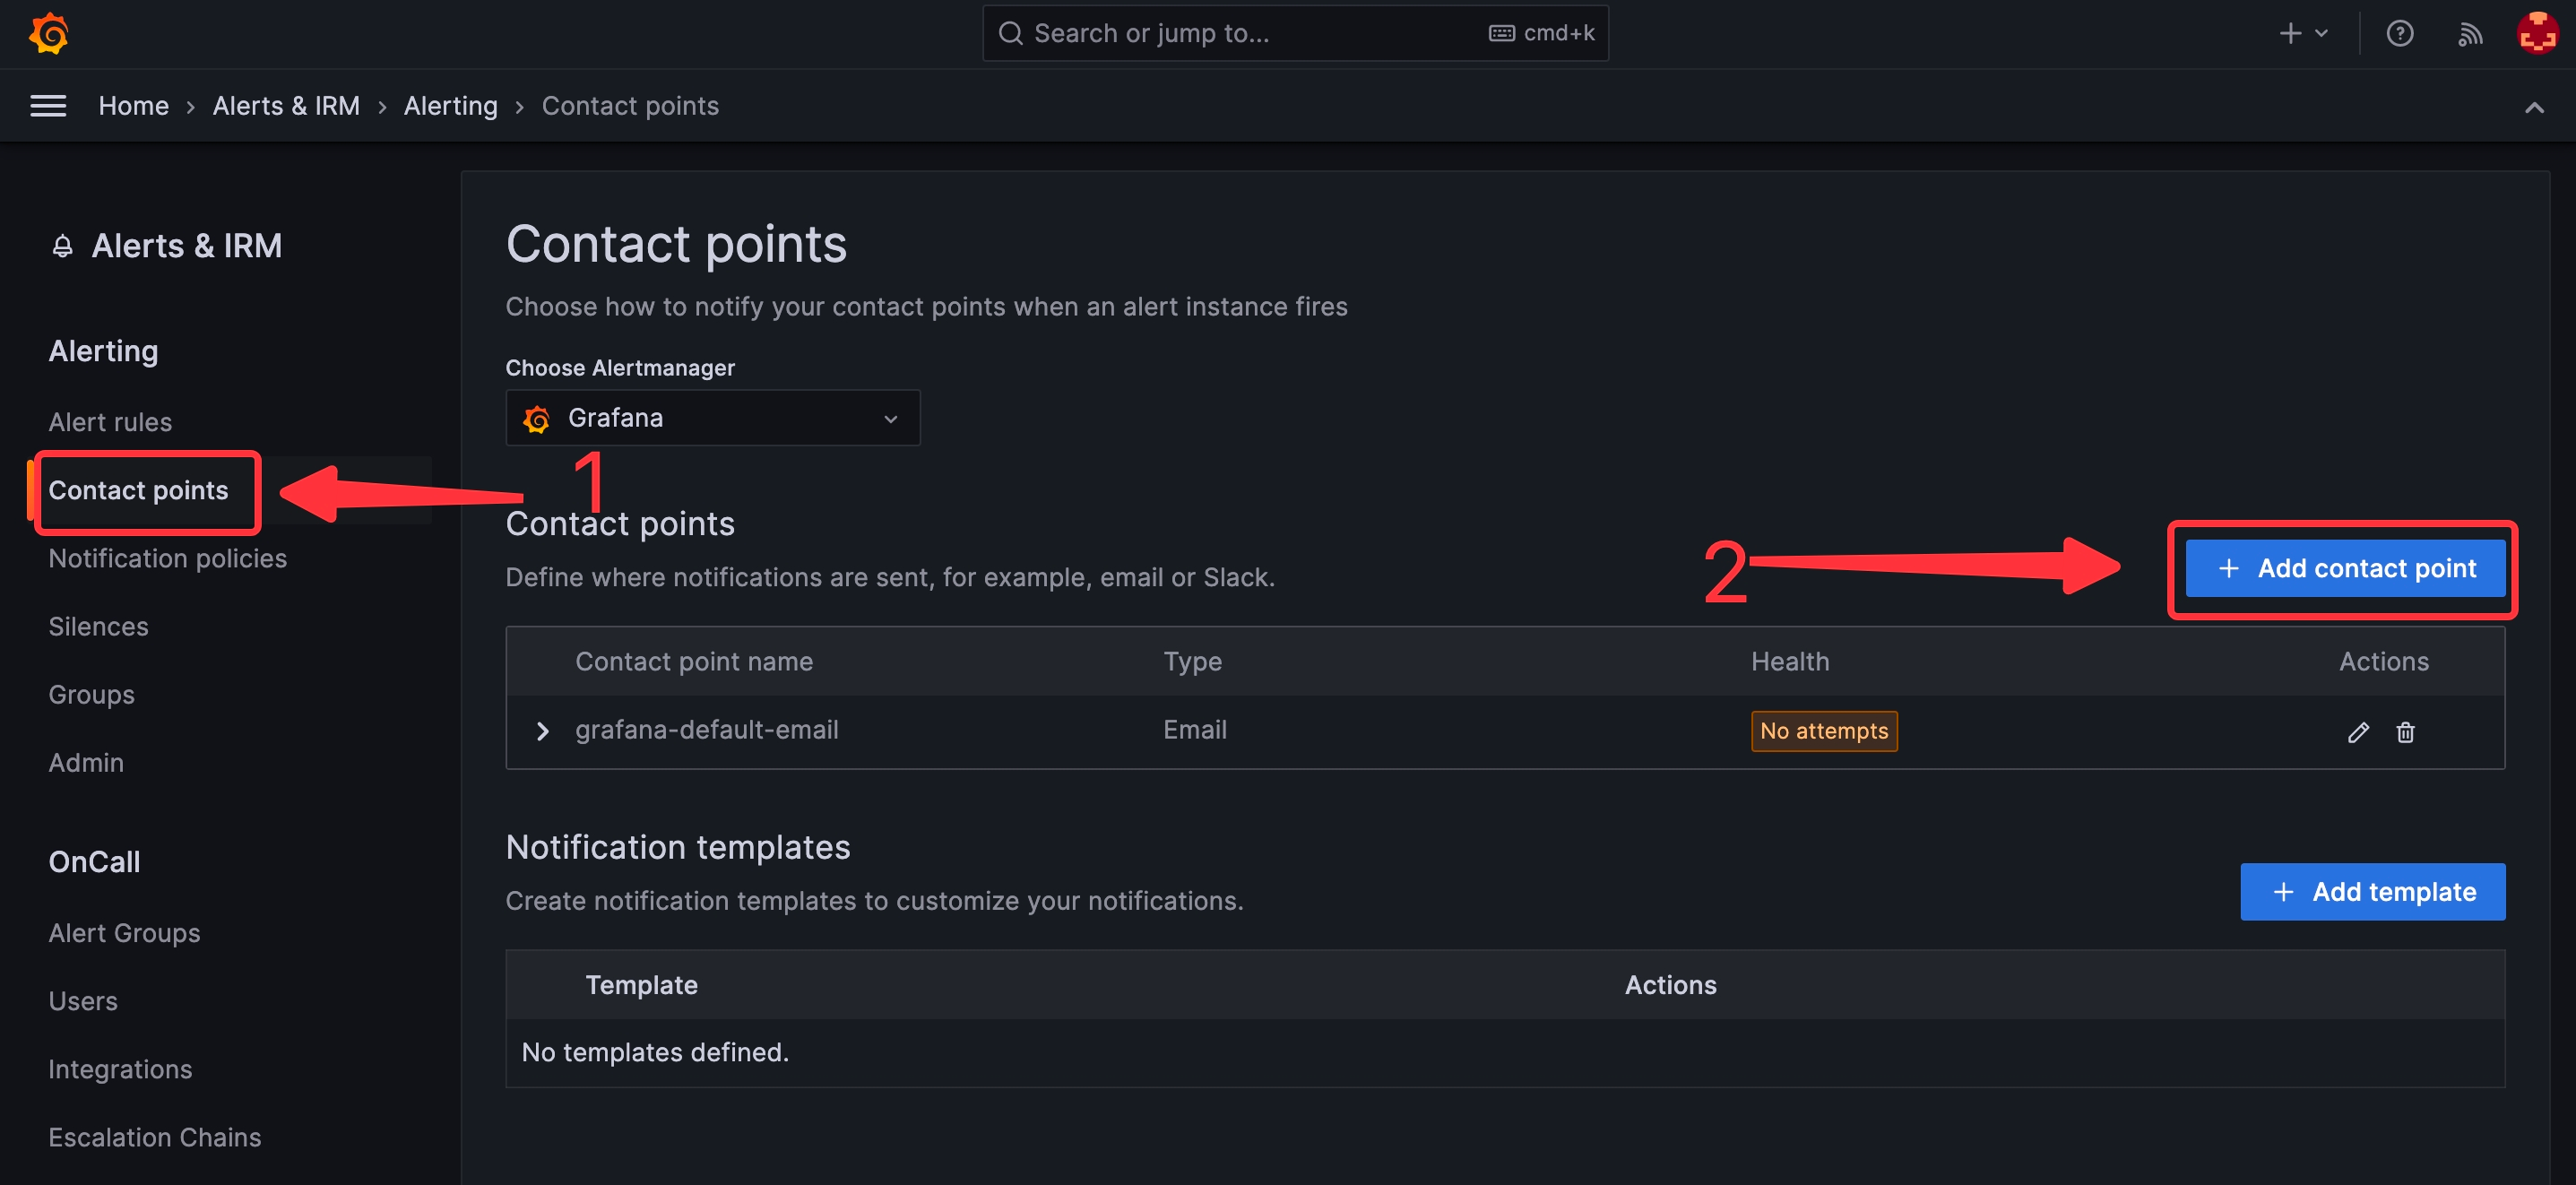 Search or jump to... cmd+k
Home › Alerts & IRM › Alerting › Contact points
Alerts & IRM
Alerting
Alert rules
Contact points
Notification policies
Silences
Groups
Admin
OnCall
Alert Groups
Users
Integrations
Escalation Chains
Contact points
Choose how to notify your contact points when an alert instance fires
Choose Alertmanager
Grafana
1
Contact points
Define where notifications are sent, for example, email or Slack.
2
+ Add contact point
Contact point name Type Health Actions
grafana-default-email Email No attempts
Notification templates
Create notification templates to customize your notifications.
+ Add template
Template Actions
No templates defined.